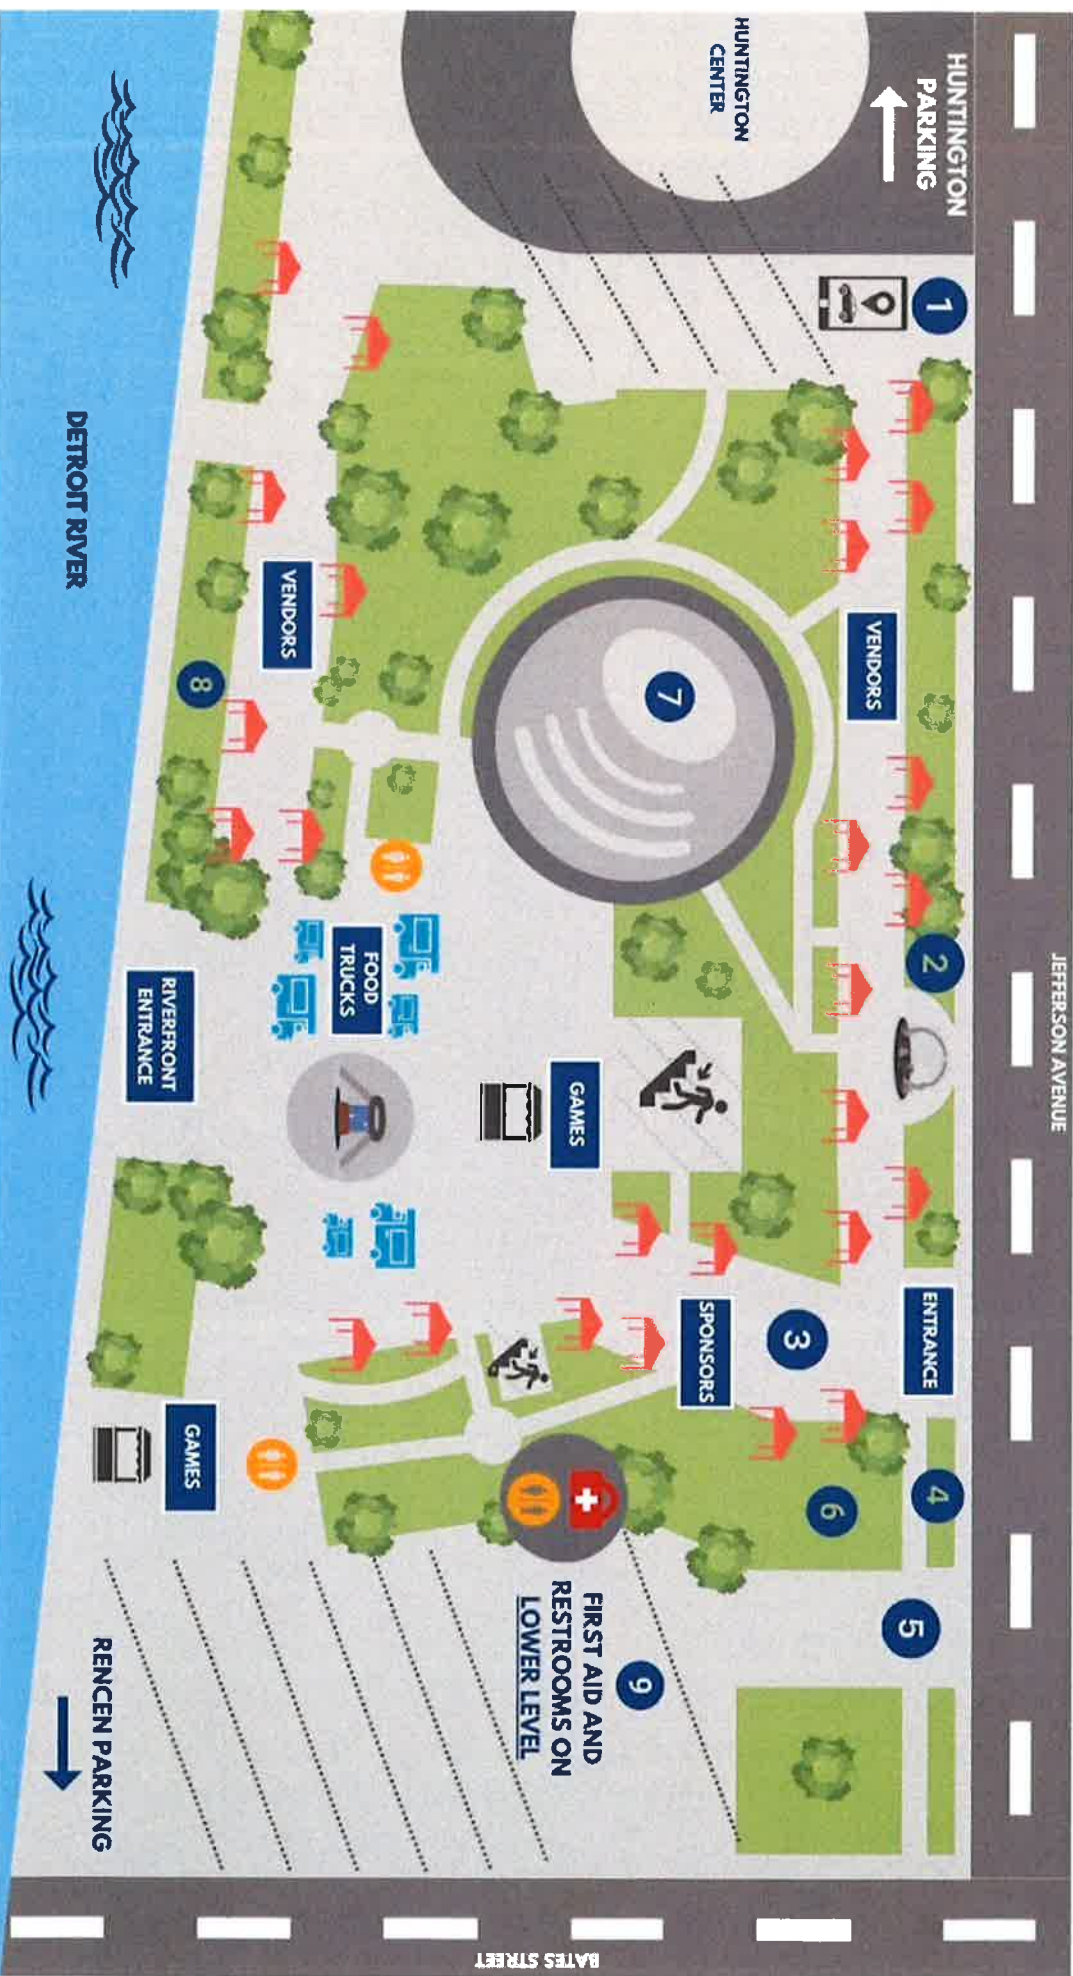 JEFFERSON AVENUE
HUNTINGTON
PARKING
1
2
ENTRANCE
4
5
HUNTINGTON
CENTER
VENDORS
3
6
7
SPONSORS
9
GAMES
FIRST AID AND
RESTROOMS ON
LOWER LEVEL
FOOD
TRUCKS
VENDORS
8
GAMES
RIVERFRONT
ENTRANCE
DETROIT RIVER
RENCEN PARKING
BATES STREET